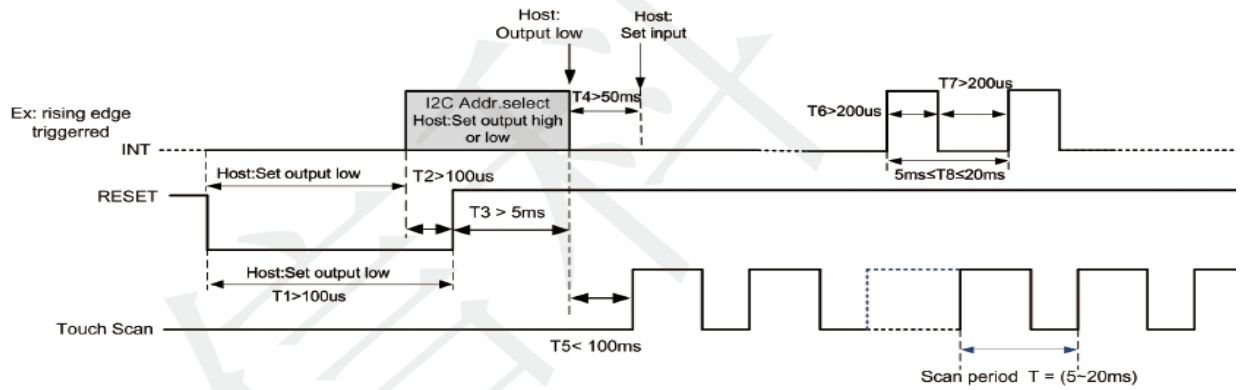 Host:
Output low
Host:
Set input
Ex: rising edge
triggerred
INT
I2C Addr.select
Host:Set output high
or low
T4>50ms
T6>200us
T7>200us
5ms≤T8≤20ms
Host:Set output low
T2>100us
RESET
T3 > 5ms
Host:Set output low
T1>100us
Touch Scan
T5< 100ms
Scan period T = (5~20ms)